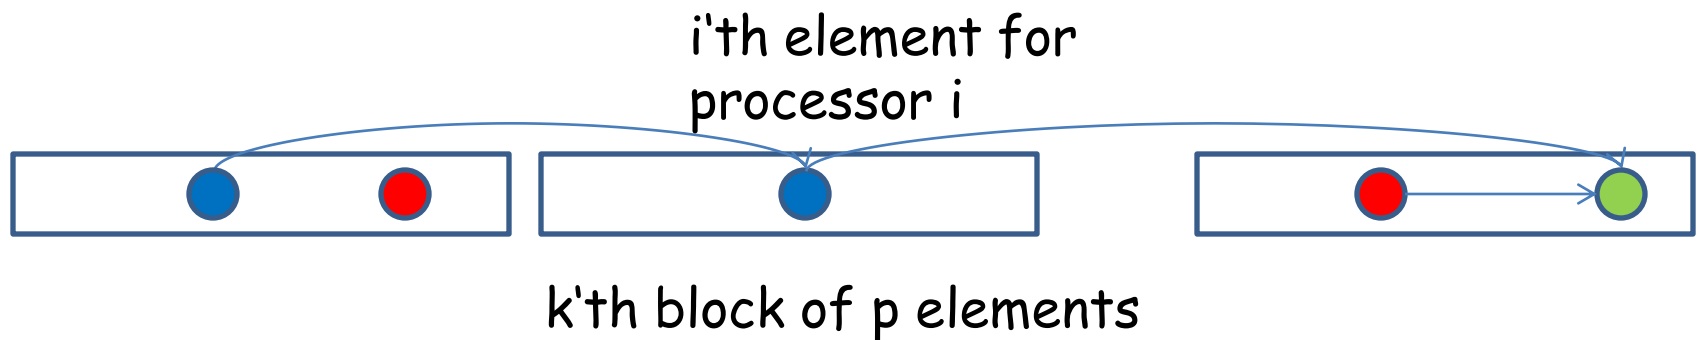 i'th element for
processor i
k'th block of p elements